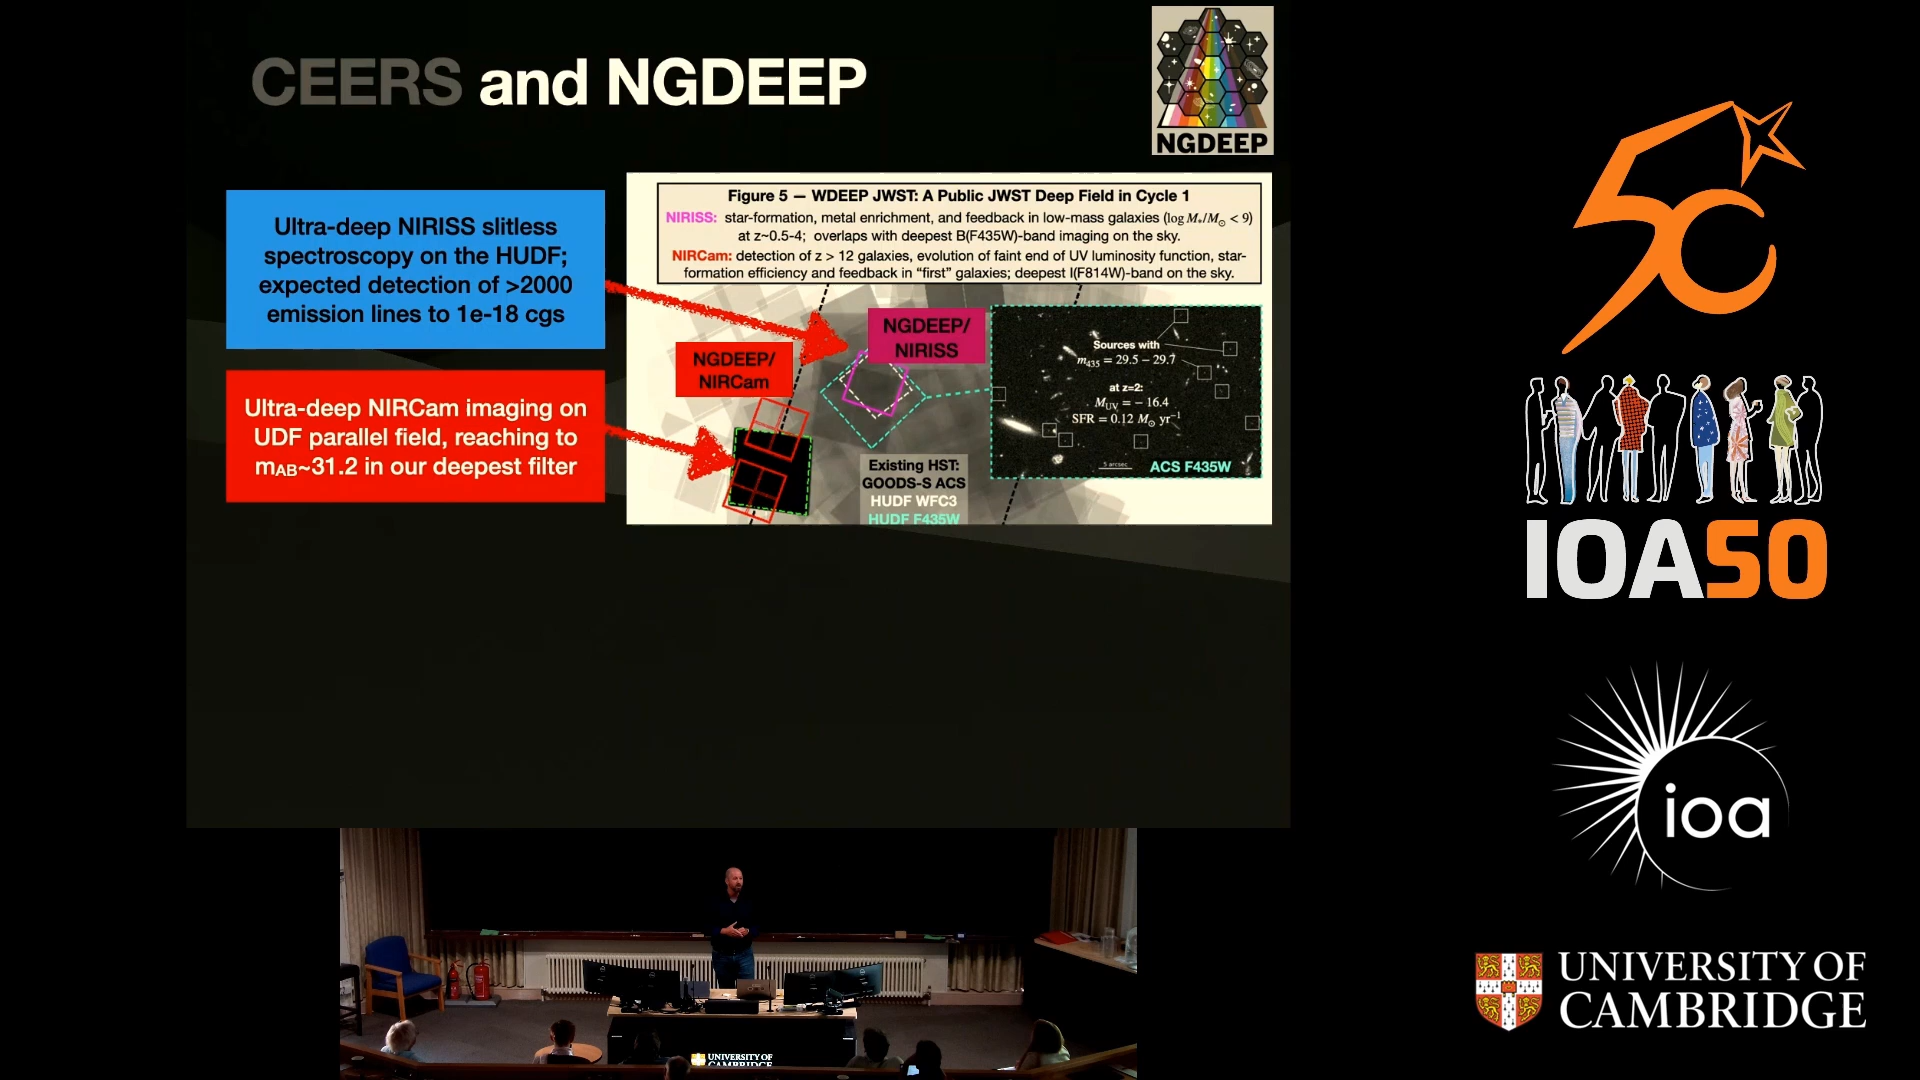 CEERS and NGDEEP
NGDEEP
Ultra-deep NIRISS slitless
spectroscopy on the HUDF;
expected detection of >2000
emission lines to 1e-18 cgs
Ultra-deep NIRCam imaging on
UDF parallel field, reaching to
mAB~31.2 in our deepest filter
Figure 5 — WDEEP JWST: A Public JWST Deep Field in Cycle 1
NIRISS: star-formation, metal enrichment, and feedback in low-mass galaxies (log M*/M⊙ < 9)
at z~0.5-4; overlaps with deepest B(F435W)-band imaging on the sky.
NIRCam: detection of z > 12 galaxies, evolution of faint end of UV luminosity function, star-
formation efficiency and feedback in “first” galaxies; deepest I(F814W)-band on the sky.
NGDEEP/
NIRISS
NGDEEP/
NIRCam
Sources with
m435 = 29.5 – 29.7
at z=2:
MUV = – 16.4
SFR = 0.12 M⊙ yr−1
5 arcsec
ACS F435W
Existing HST:
GOODS-S ACS
HUDF WFC3
HUDF F435W
50
IOA50
ioa
UNIVERSITY OF
CAMBRIDGE
UNIVERSITY OF
CAMBRIDGE